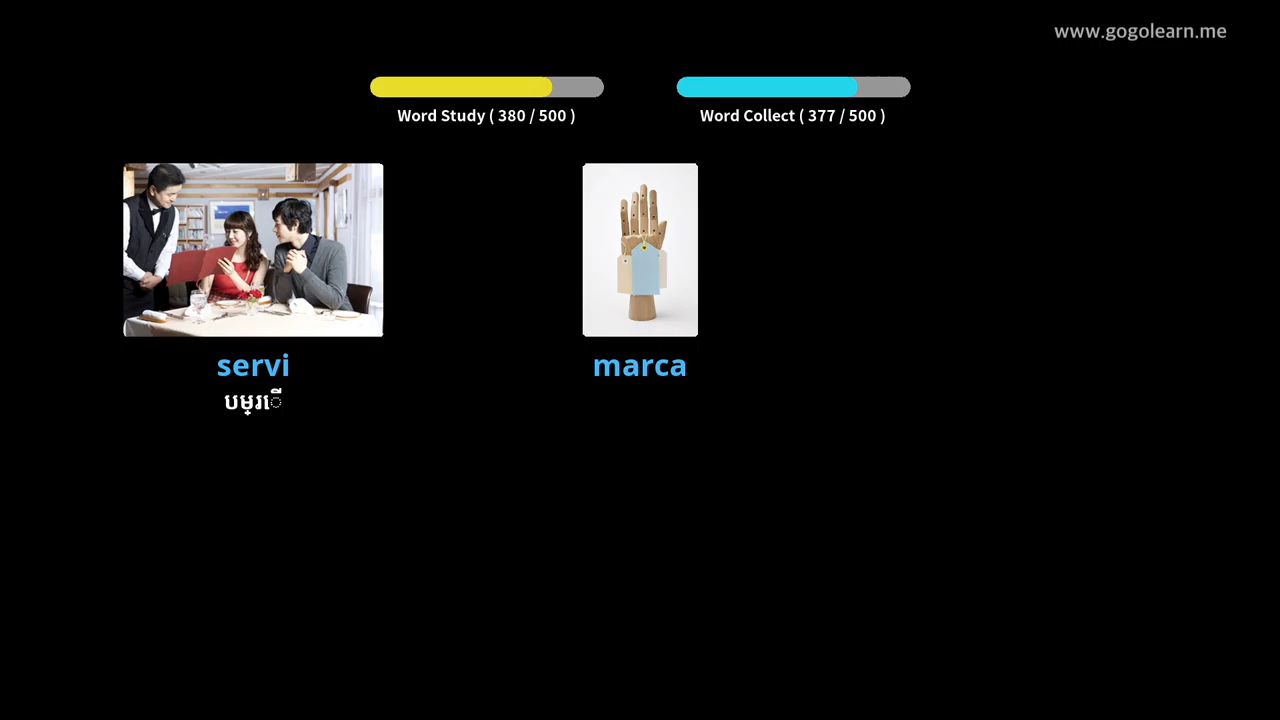 www.gogolearn.me
Word Study ( 380 / 500 )
Word Collect ( 377 / 500 )
servi
marca
បម្រើ